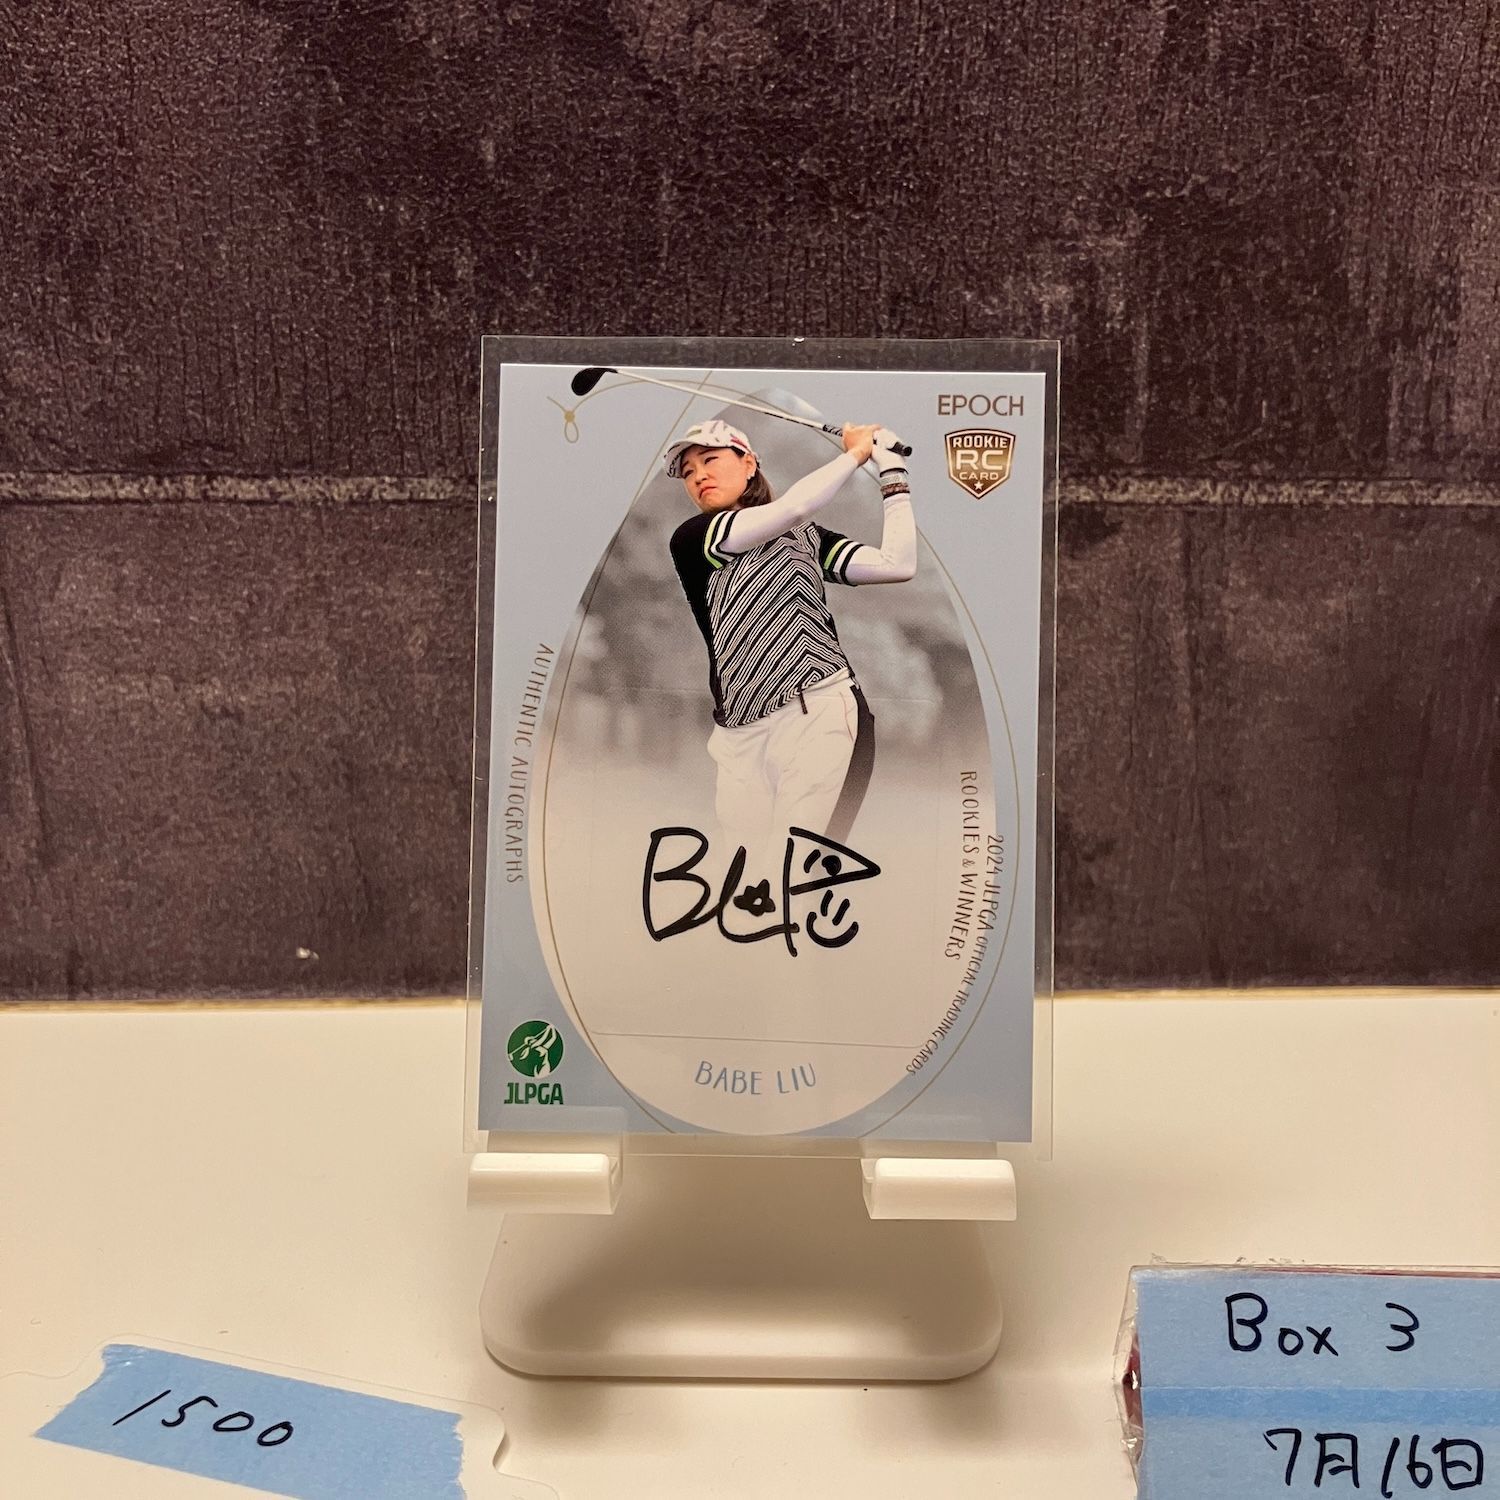 EPOCH
ROOKIE
RC
CARD
AUTHENTIC AUTOGRAPHS
2024 JLPGA OFFICIAL TRADING CARDS
ROOKIES & WINNERS
BABE LIU
JLPGA
1500
Box 3
7月16日